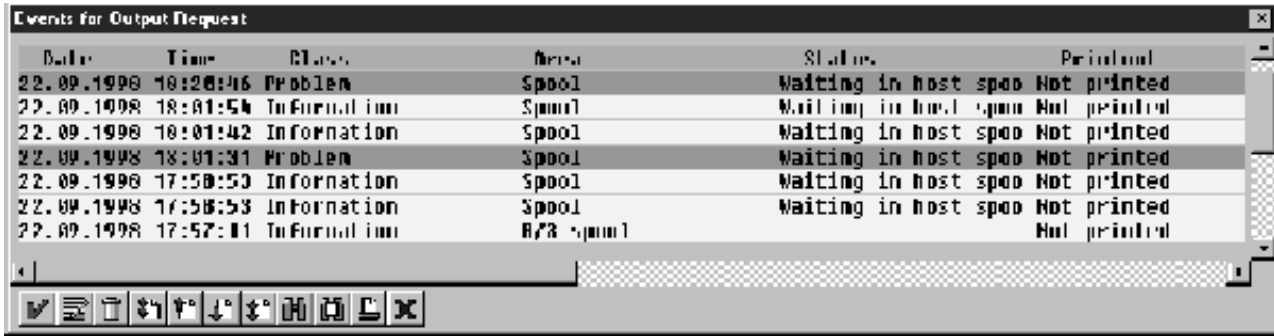 Events for Output Request
Date Time Class Area Status Printout
22.09.1998 18:20:46 Problem Spool Waiting in host spoo Not printed
22.09.1998 18:01:54 Information Spool Waiting in host spoo Not printed
22.09.1998 18:01:42 Information Spool Waiting in host spoo Not printed
22.09.1998 18:01:31 Problem Spool Waiting in host spoo Not printed
22.09.1998 17:58:53 Information Spool Waiting in host spoo Not printed
22.09.1998 17:58:53 Information Spool Waiting in host spoo Not printed
22.09.1998 Information R/3 spool Not printed